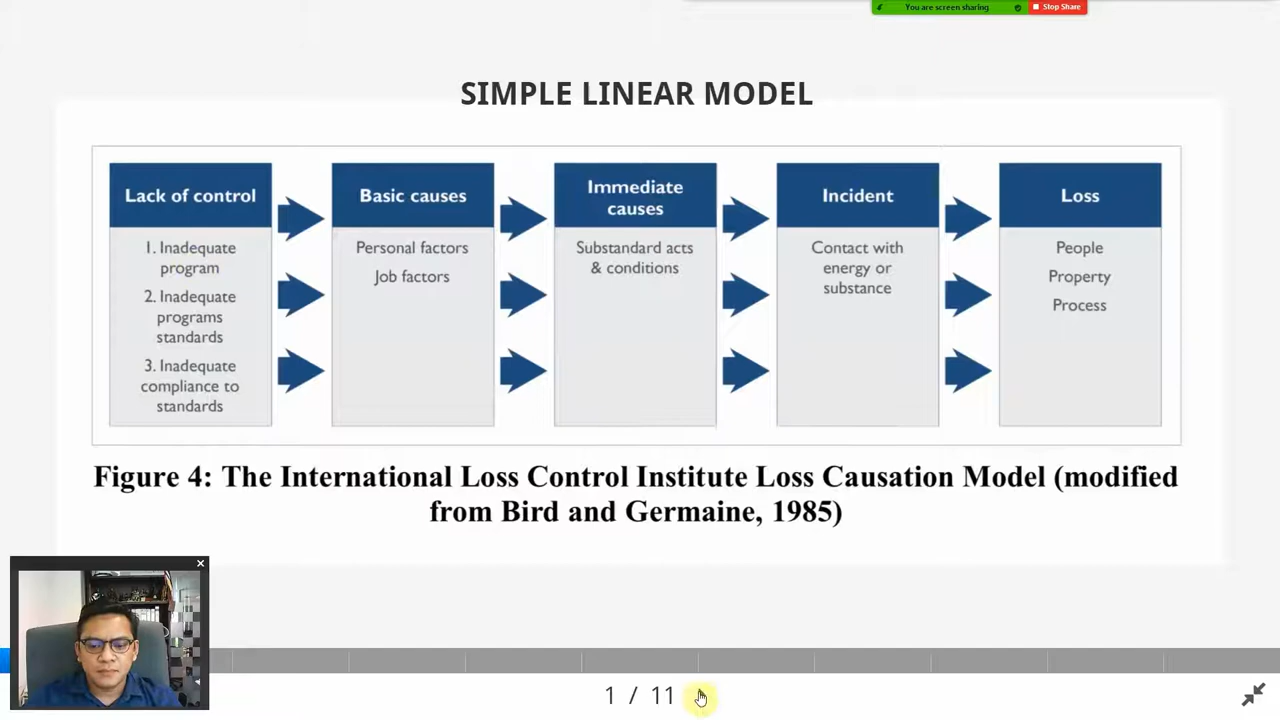 You are screen sharing
Stop Share
SIMPLE LINEAR MODEL
Lack of control
1. Inadequate
program
2. Inadequate
programs
standards
3. Inadequate
compliance to
standards
Basic causes
Personal factors
Job factors
Immediate
causes
Substandard acts
& conditions
Incident
Contact with
energy or
substance
Loss
People
Property
Process
Figure 4: The International Loss Control Institute Loss Causation Model (modified
from Bird and Germaine, 1985)
1 / 11